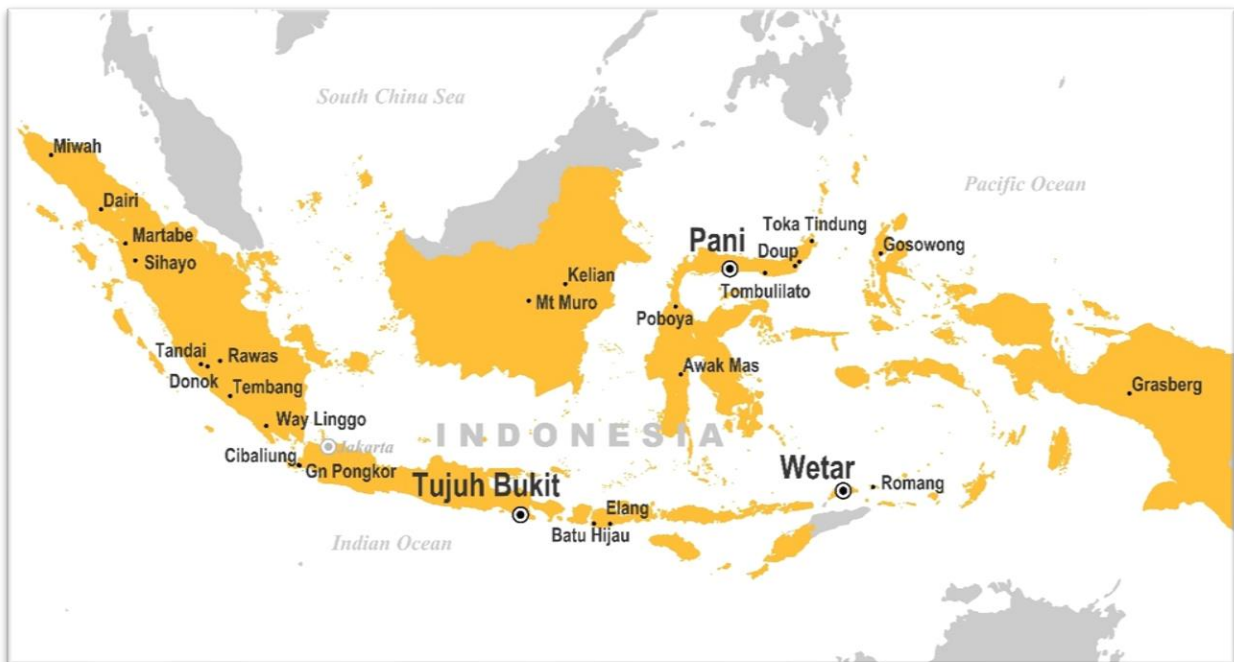 South China Sea
Miwah
Pacific Ocean
Dairi
Toka Tindung
Martabe
Pani
Doup
Gosowong
Sihayo
Kelian
Tombulilato
Mt Muro
Poboya
Tandai
Rawas
Awak Mas
Donok
Tembang
Grasberg
Way Linggo
INDONESIA
Jakarta
Cibaliung
Gn Pongkor
Wetar
Tujuh Bukit
Romang
Elang
Batu Hijau
Indian Ocean